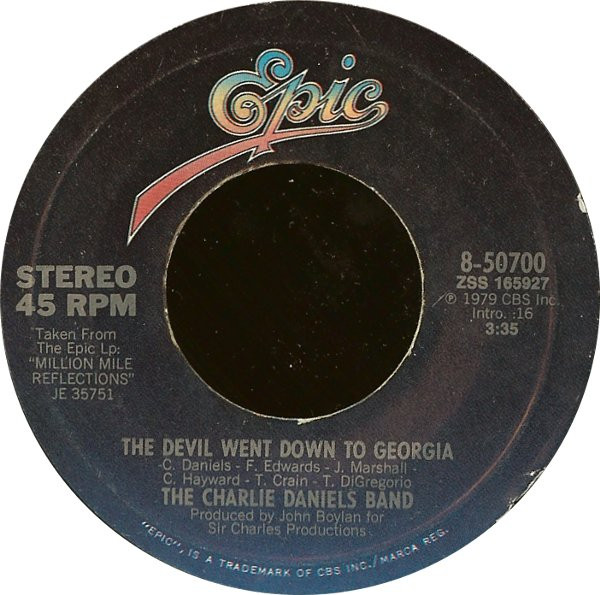 Epic
STEREO
45 RPM
Taken From
The Epic Lp:
"MILLION MILE
REFLECTIONS"
JE 35751
8-50700
ZSS 165927
℗ 1979 CBS Inc.
Intro. :16
3:35
THE DEVIL WENT DOWN TO GEORGIA
-C. Daniels - F. Edwards - J. Marshall-
C. Hayward - T. Crain - T. DiGregorio
THE CHARLIE DANIELS BAND
Produced by John Boylan for
Sir Charles Productions
"EPIC", IS A TRADEMARK OF CBS INC./MARCA REG.